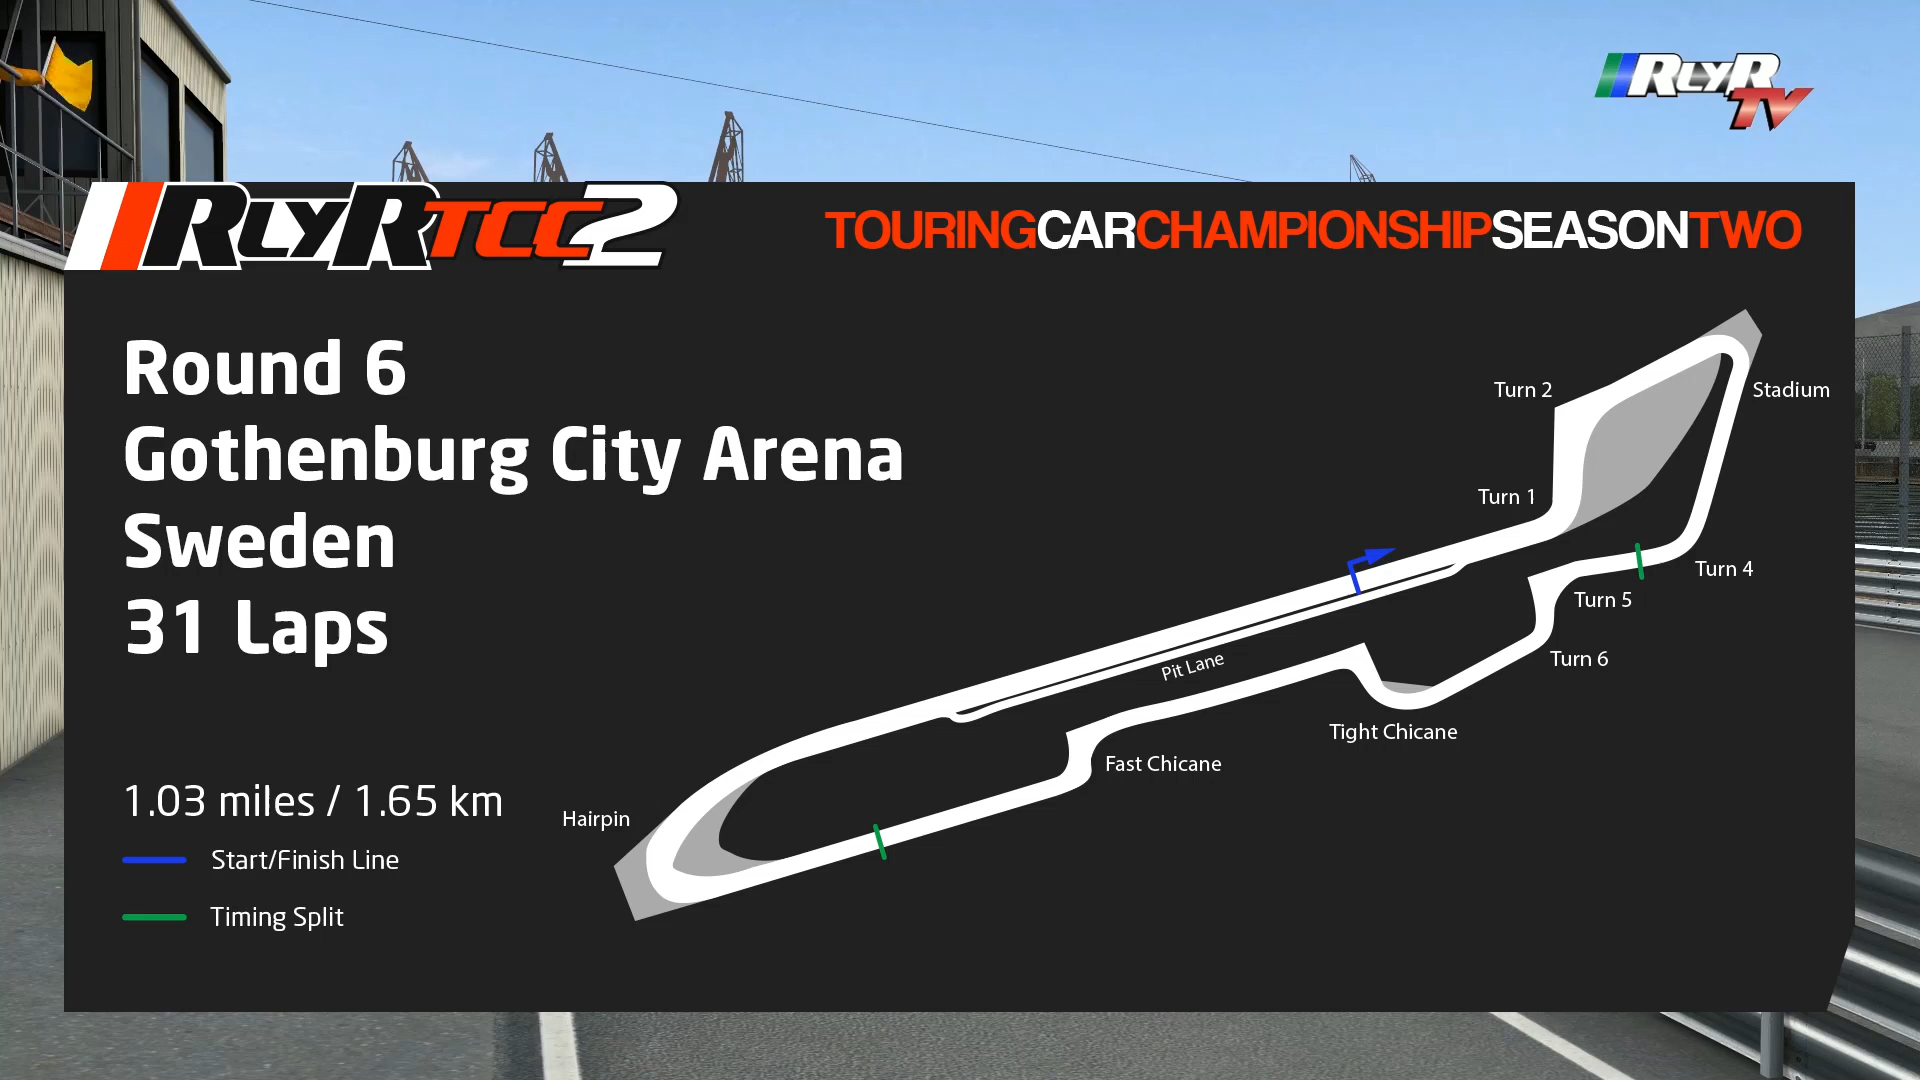 RLYR TV
RLYR TCC2
TOURINGCARCHAMPIONSHIPSEASONTWO
Round 6
Gothenburg City Arena
Sweden
31 Laps
1.03 miles / 1.65 km
Start/Finish Line
Timing Split
Turn 2
Stadium
Turn 1
Turn 4
Turn 5
Turn 6
Pit Lane
Tight Chicane
Fast Chicane
Hairpin